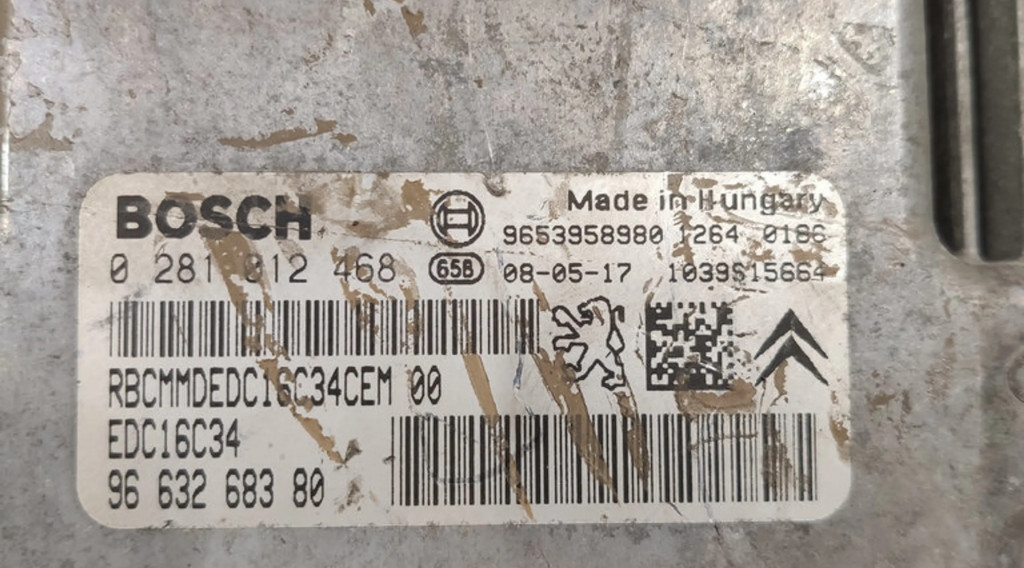 BOSCH
Made in Hungary
9653958980 1264 0186
0 281 012 468
658
08-05-17 1039S15664
RBCMMDEDC16C34CEM 00
EDC16C34
96 632 683 80